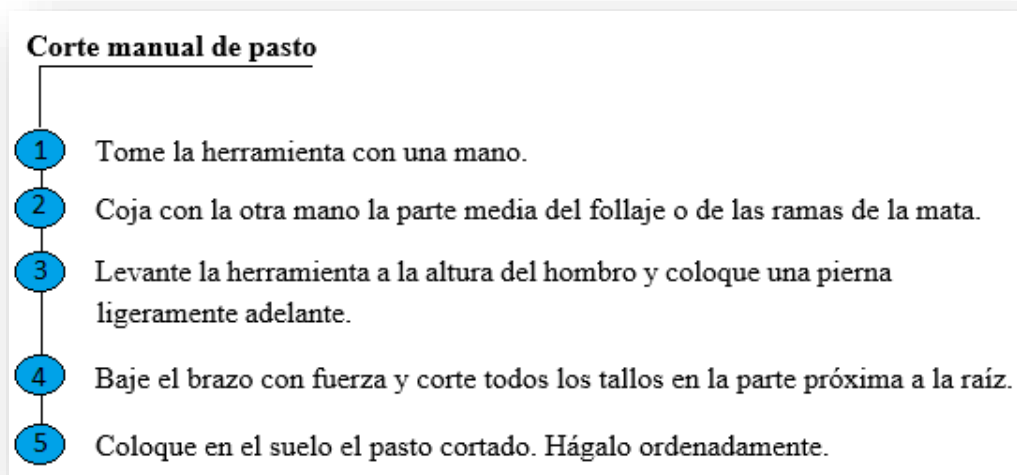 Corte manual de pasto
1 Tome la herramienta con una mano.
2 Coja con la otra mano la parte media del follaje o de las ramas de la mata.
3 Levante la herramienta a la altura del hombro y coloque una pierna
ligeramente adelante.
4 Baje el brazo con fuerza y corte todos los tallos en la parte próxima a la raíz.
5 Coloque en el suelo el pasto cortado. Hágalo ordenadamente.